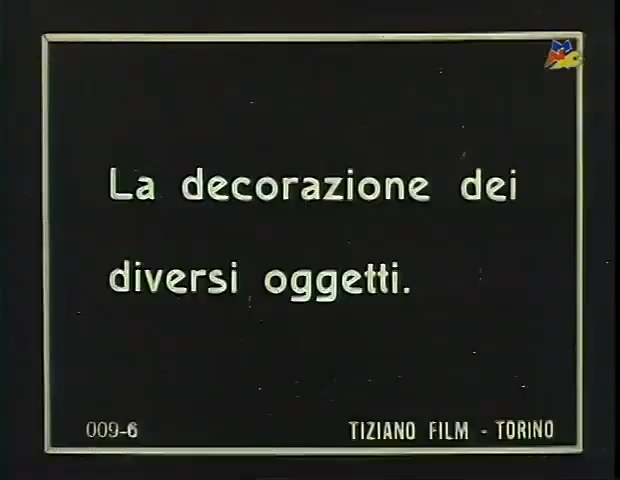 La decorazione dei
diversi oggetti.
009-6
TIZIANO FILM - TORINO